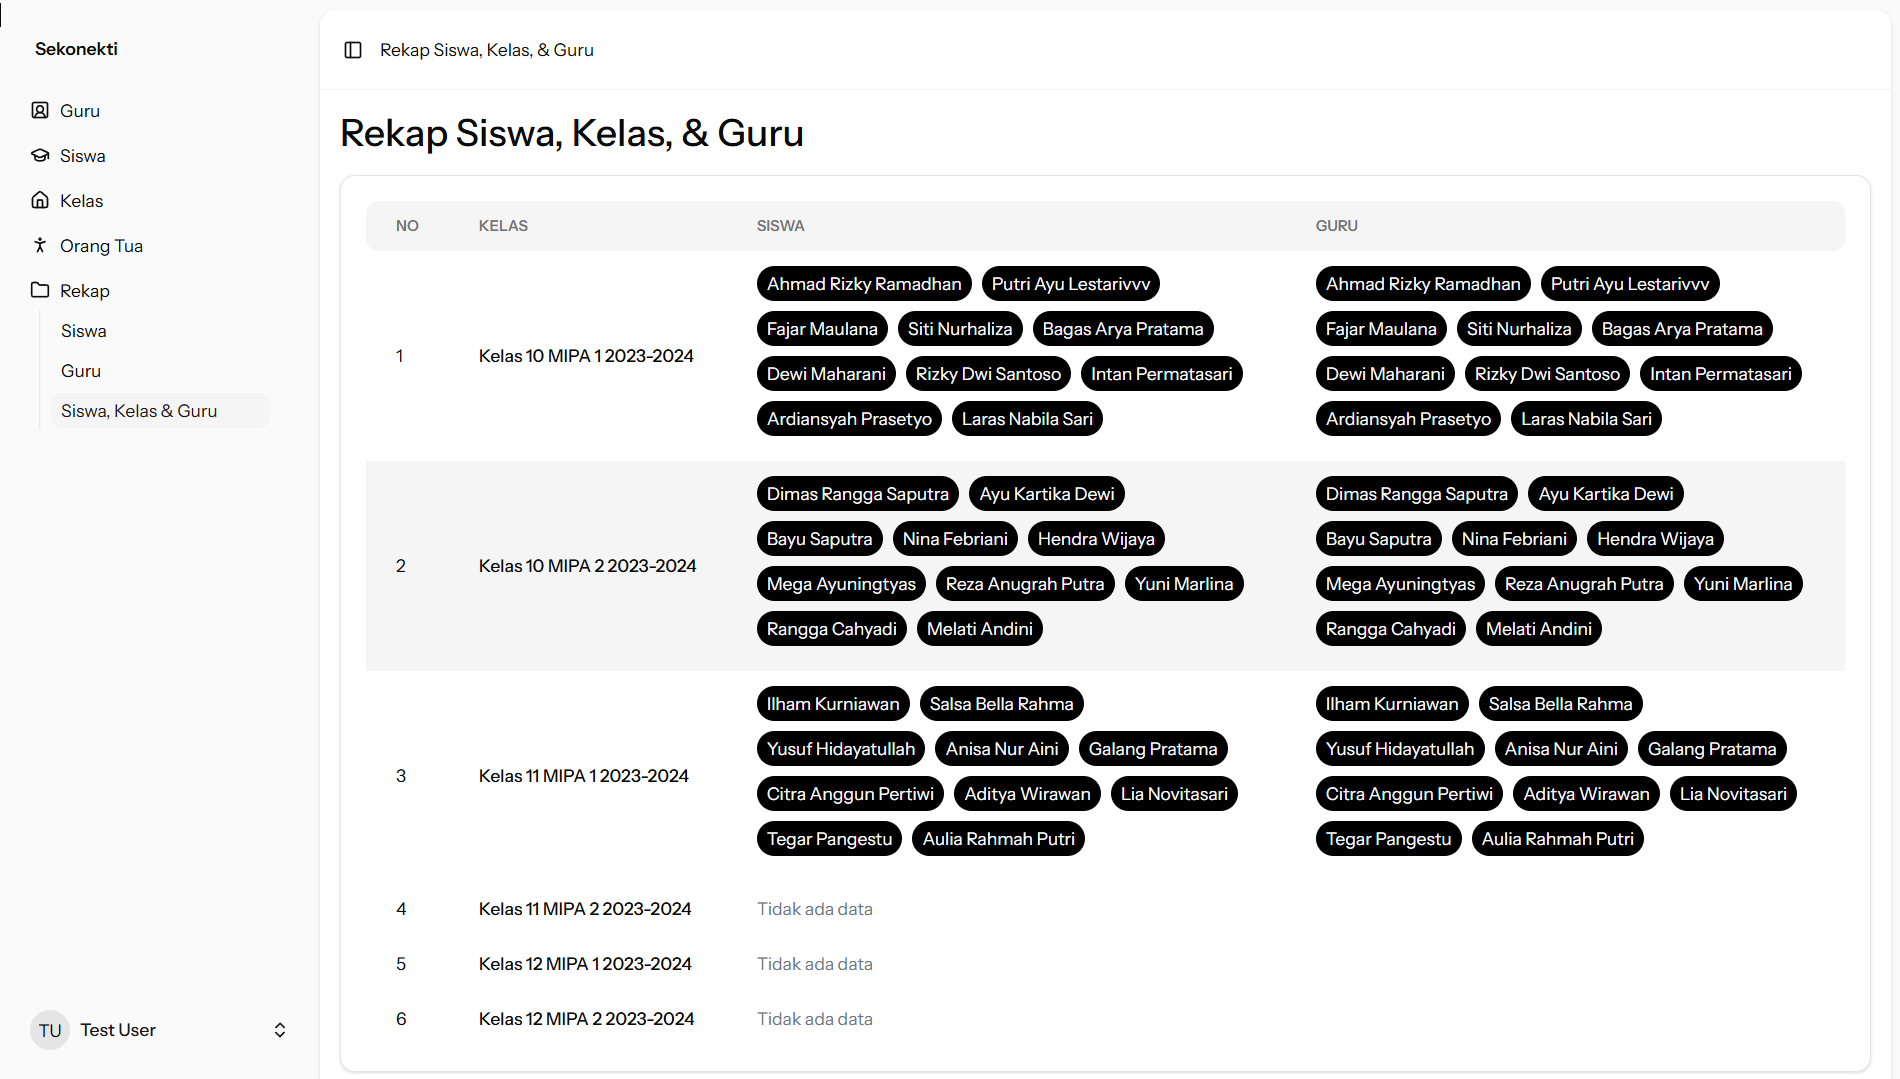 Sekonekti
Guru
Siswa
Kelas
Orang Tua
Rekap
Siswa
Guru
Siswa, Kelas & Guru
TU Test User
Rekap Siswa, Kelas, & Guru
Rekap Siswa, Kelas, & Guru
NO KELAS SISWA GURU
1 Kelas 10 MIPA 1 2023-2024
Ahmad Rizky Ramadhan Putri Ayu Lestarivvv
Fajar Maulana Siti Nurhaliza Bagas Arya Pratama
Dewi Maharani Rizky Dwi Santoso Intan Permatasari
Ardiansyah Prasetyo Laras Nabila Sari
Ahmad Rizky Ramadhan Putri Ayu Lestarivvv
Fajar Maulana Siti Nurhaliza Bagas Arya Pratama
Dewi Maharani Rizky Dwi Santoso Intan Permatasari
Ardiansyah Prasetyo Laras Nabila Sari
2 Kelas 10 MIPA 2 2023-2024
Dimas Rangga Saputra Ayu Kartika Dewi
Bayu Saputra Nina Febriani Hendra Wijaya
Mega Ayuningtyas Reza Anugrah Putra Yuni Marlina
Rangga Cahyadi Melati Andini
Dimas Rangga Saputra Ayu Kartika Dewi
Bayu Saputra Nina Febriani Hendra Wijaya
Mega Ayuningtyas Reza Anugrah Putra Yuni Marlina
Rangga Cahyadi Melati Andini
3 Kelas 11 MIPA 1 2023-2024
Ilham Kurniawan Salsa Bella Rahma
Yusuf Hidayatullah Anisa Nur Aini Galang Pratama
Citra Anggun Pertiwi Aditya Wirawan Lia Novitasari
Tegar Pangestu Aulia Rahmah Putri
Ilham Kurniawan Salsa Bella Rahma
Yusuf Hidayatullah Anisa Nur Aini Galang Pratama
Citra Anggun Pertiwi Aditya Wirawan Lia Novitasari
Tegar Pangestu Aulia Rahmah Putri
4 Kelas 11 MIPA 2 2023-2024 Tidak ada data
5 Kelas 12 MIPA 1 2023-2024 Tidak ada data
6 Kelas 12 MIPA 2 2023-2024 Tidak ada data